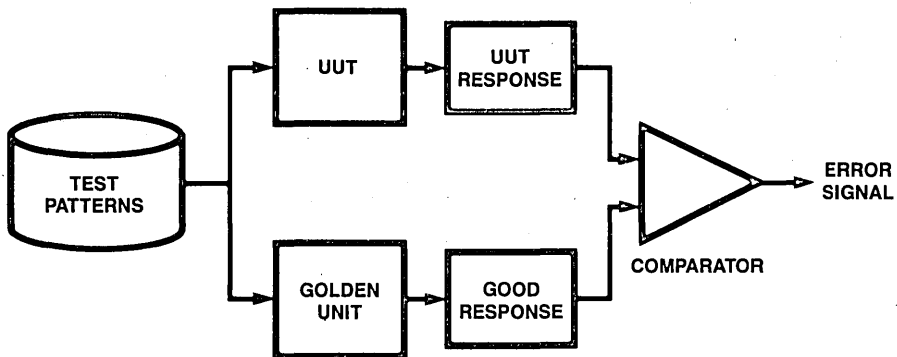 TEST
PATTERNS
UUT
UUT
RESPONSE
GOLDEN
UNIT
GOOD
RESPONSE
COMPARATOR
ERROR
SIGNAL